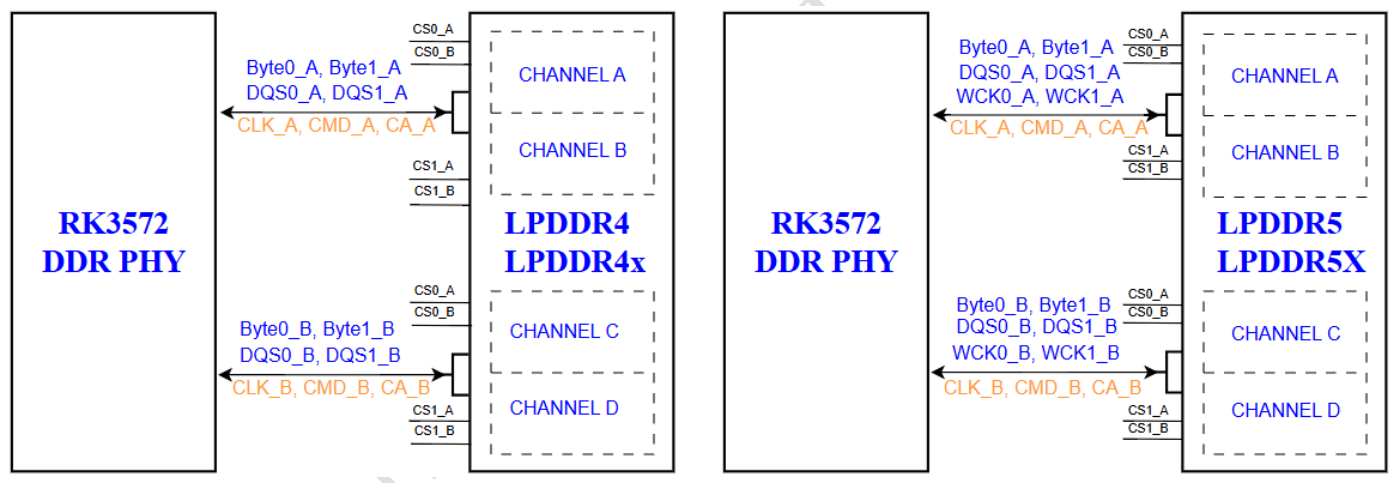 CS0_A
CS0_B
Byte0_A, Byte1_A
DQS0_A, DQS1_A
CLK_A, CMD_A, CA_A
CHANNEL A
CHANNEL B
CS1_A
CS1_B
RK3572
DDR PHY
LPDDR4
LPDDR4x
CS0_A
CS0_B
Byte0_B, Byte1_B
DQS0_B, DQS1_B
CLK_B, CMD_B, CA_B
CHANNEL C
CHANNEL D
CS1_A
CS1_B
CS0_A
CS0_B
Byte0_A, Byte1_A
DQS0_A, DQS1_A
WCK0_A, WCK1_A
CLK_A, CMD_A, CA_A
CHANNEL A
CHANNEL B
CS1_A
CS1_B
RK3572
DDR PHY
LPDDR5
LPDDR5X
CS0_A
CS0_B
Byte0_B, Byte1_B
DQS0_B, DQS1_B
WCK0_B, WCK1_B
CLK_B, CMD_B, CA_B
CHANNEL C
CHANNEL D
CS1_A
CS1_B